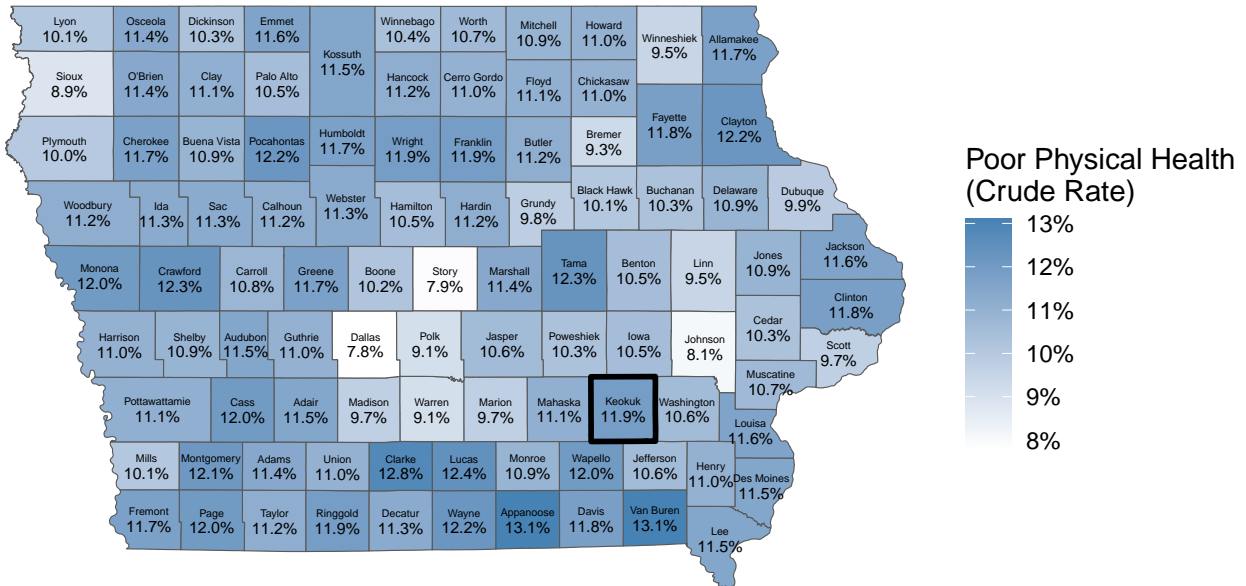 Lyon
10.1%
Osceola
11.4%
Dickinson
10.3%
Emmet
11.6%
Kossuth
11.5%
Winnebago
10.4%
Worth
10.7%
Mitchell
10.9%
Howard
11.0%
Winneshiek
9.5%
Allamakee
11.7%
Sioux
8.9%
O'Brien
11.4%
Clay
11.1%
Palo Alto
10.5%
Hancock
11.2%
Cerro Gordo
11.0%
Floyd
11.1%
Chickasaw
11.0%
Fayette
11.8%
Clayton
12.2%
Plymouth
10.0%
Cherokee
11.7%
Buena Vista
10.9%
Pocahontas
12.2%
Humboldt
11.7%
Wright
11.9%
Franklin
11.9%
Butler
11.2%
Bremer
9.3%
Woodbury
11.2%
Ida
11.3%
Sac
11.3%
Calhoun
11.2%
Webster
11.3%
Hamilton
10.5%
Hardin
11.2%
Grundy
9.8%
Black Hawk
10.1%
Buchanan
10.3%
Delaware
10.9%
Dubuque
9.9%
Monona
12.0%
Crawford
12.3%
Carroll
10.8%
Greene
11.7%
Boone
10.2%
Story
7.9%
Marshall
11.4%
Tama
12.3%
Benton
10.5%
Linn
9.5%
Jones
10.9%
Jackson
11.6%
Clinton
11.8%
Harrison
11.0%
Shelby
10.9%
Audubon
11.5%
Guthrie
11.0%
Dallas
7.8%
Polk
9.1%
Jasper
10.6%
Poweshiek
10.3%
Iowa
10.5%
Johnson
8.1%
Cedar
10.3%
Scott
9.7%
Muscatine
10.7%
Pottawattamie
11.1%
Cass
12.0%
Adair
11.5%
Madison
9.7%
Warren
9.1%
Marion
9.7%
Mahaska
11.1%
Keokuk
11.9%
Washington
10.6%
Louisa
11.6%
Mills
10.1%
Montgomery
12.1%
Adams
11.4%
Union
11.0%
Clarke
12.8%
Lucas
12.4%
Monroe
10.9%
Wapello
12.0%
Jefferson
10.6%
Henry
11.0%
Des Moines
11.5%
Fremont
11.7%
Page
12.0%
Taylor
11.2%
Ringgold
11.9%
Decatur
11.3%
Wayne
12.2%
Appanoose
13.1%
Davis
11.8%
Van Buren
13.1%
Lee
11.5%
Poor Physical Health
(Crude Rate)
13%
12%
11%
10%
9%
8%